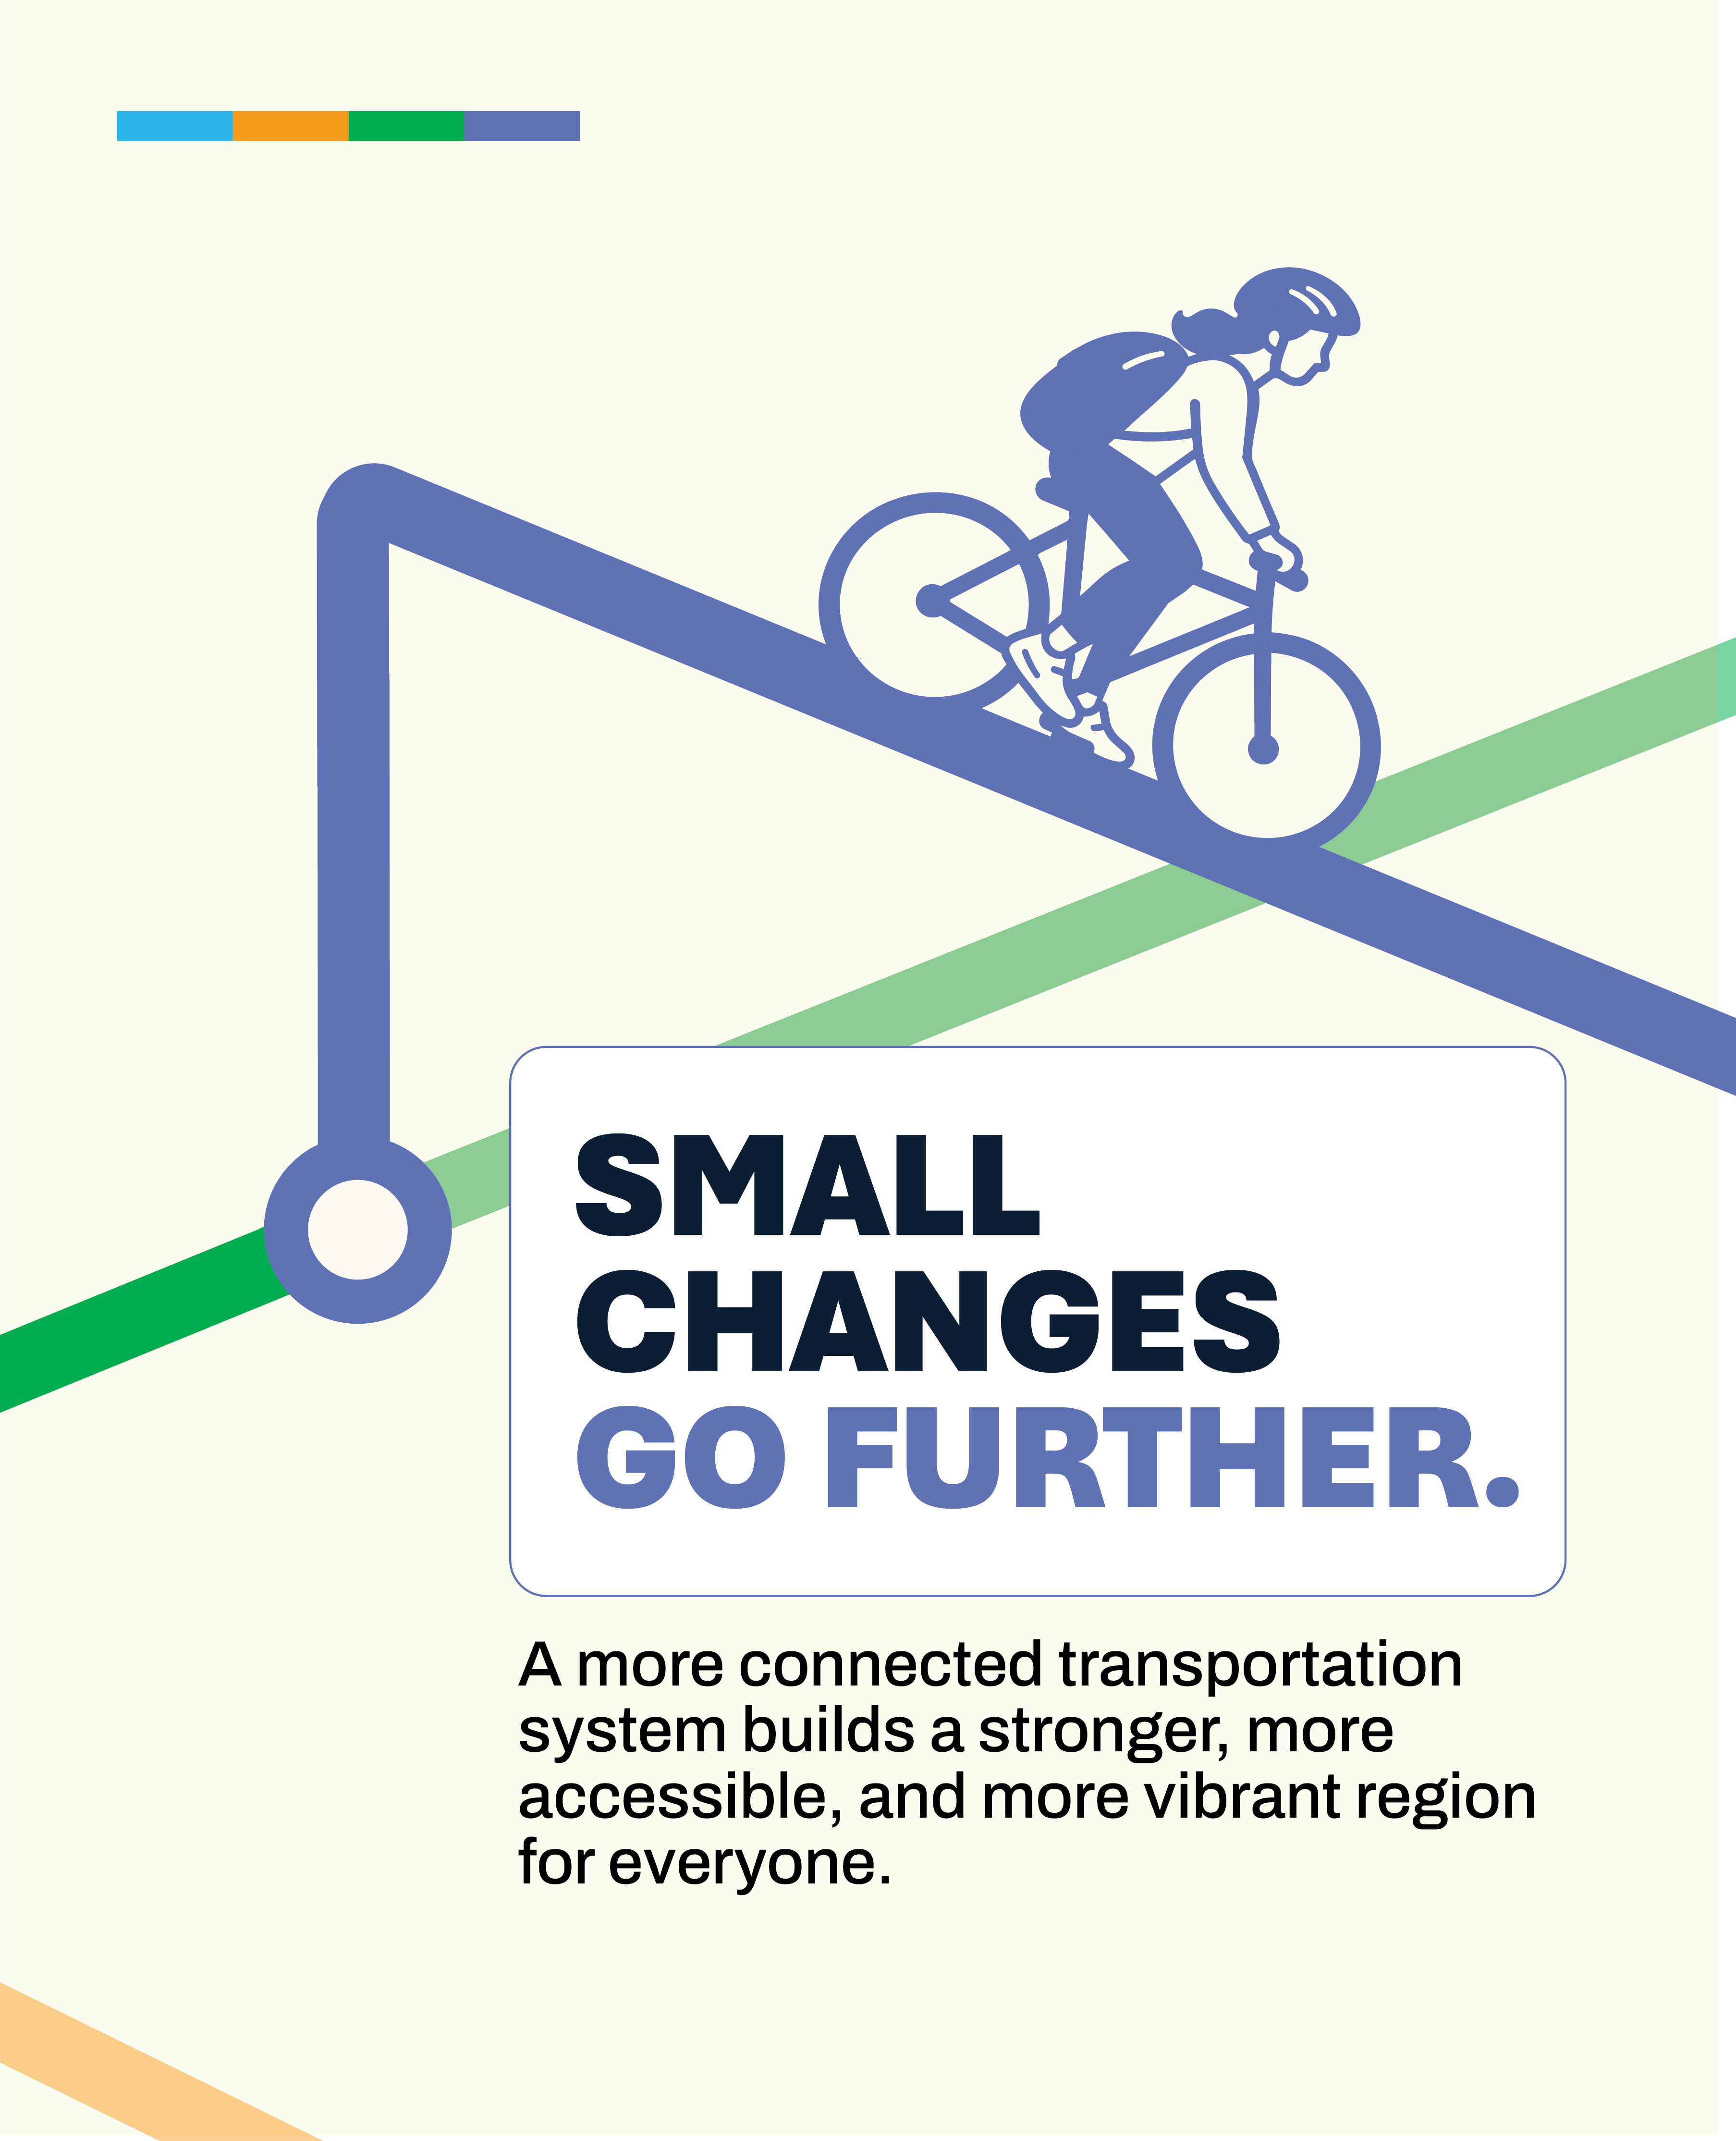 SMALL
CHANGES
GO FURTHER.
A more connected transportation
system builds a stronger, more
accessible, and more vibrant region
for everyone.